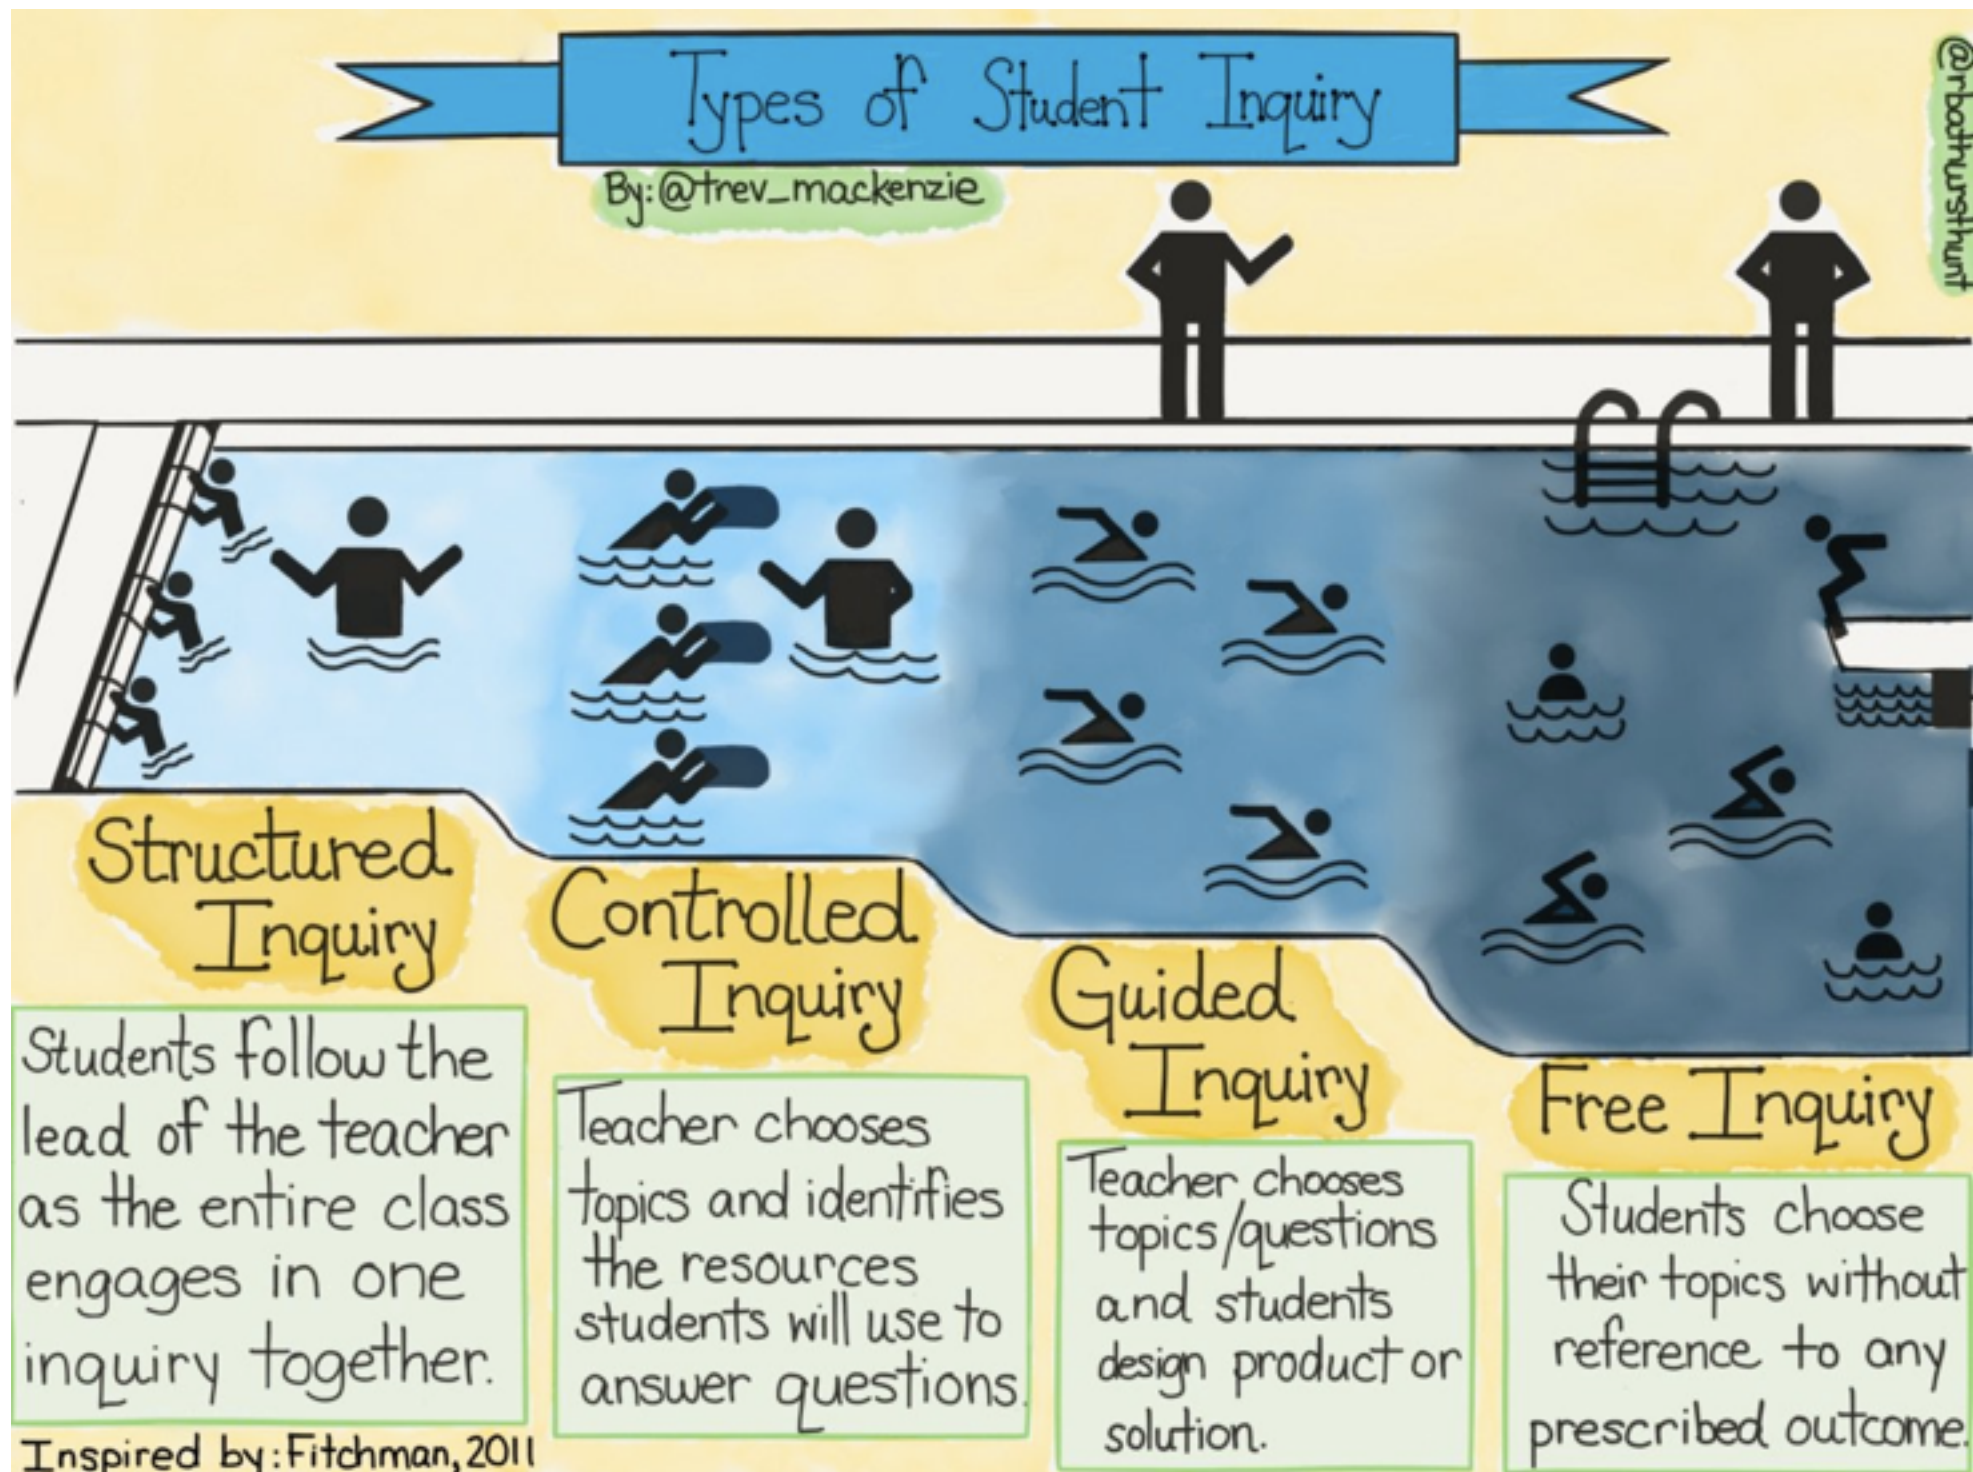 Types of Student Inquiry
By: @trev_mackenzie
@rbathursthunt
Structured
Inquiry
Students follow the
lead of the teacher
as the entire class
engages in one
inquiry together.
Controlled
Inquiry
Teacher chooses
topics and identifies
the resources
students will use to
answer questions.
Guided
Inquiry
Teacher chooses
topics/questions
and students
design product or
solution.
Free Inquiry
Students choose
their topics without
reference to any
prescribed outcome.
Inspired by: Fitchman, 2011